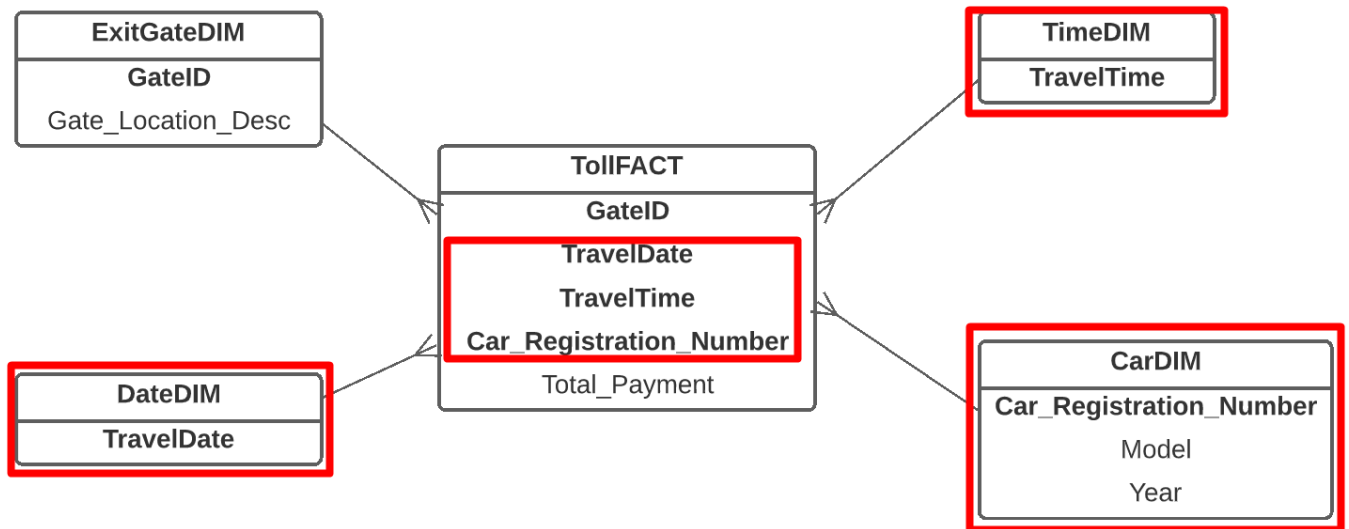 ExitGateDIM
GateID
Gate_Location_Desc
TimeDIM
TravelTime
TollFACT
GateID
TravelDate
TravelTime
Car_Registration_Number
Total_Payment
DateDIM
TravelDate
CarDIM
Car_Registration_Number
Model
Year